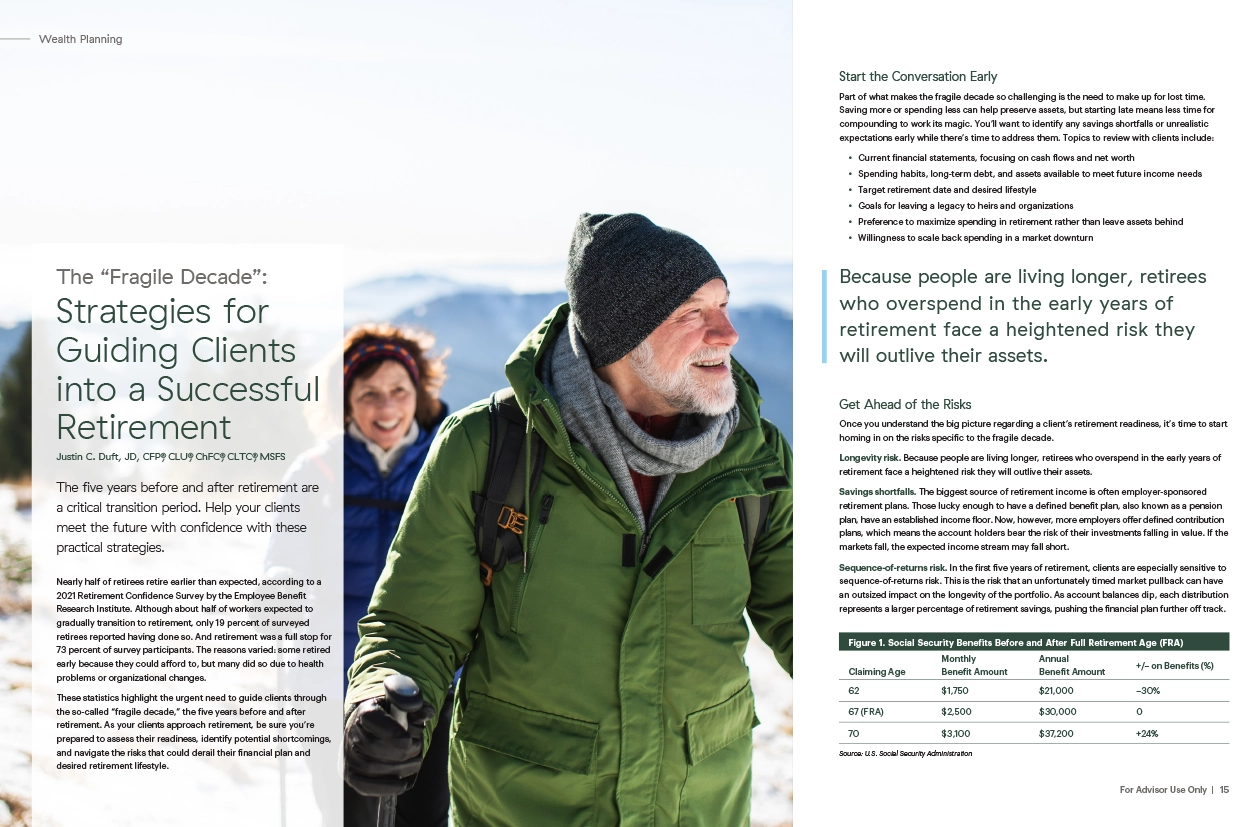 Wealth Planning
The “Fragile Decade”:
Strategies for
Guiding Clients
into a Successful
Retirement
Justin C. Duft, JD, CFP®, CLU®, ChFC®, CLTC®, MSFS
The five years before and after retirement are
a critical transition period. Help your clients
meet the future with confidence with these
practical strategies.
Nearly half of retirees retire earlier than expected, according to a
2021 Retirement Confidence Survey by the Employee Benefit
Research Institute. Although about half of workers expected to
gradually transition to retirement, only 19 percent of surveyed
retirees reported having done so. And retirement was a full stop for
73 percent of survey participants. The reasons varied: some retired
early because they could afford to, but many did so due to health
problems or organizational changes.
These statistics highlight the urgent need to guide clients through
the so-called “fragile decade,” the five years before and after
retirement. As your clients approach retirement, be sure you’re
prepared to assess their readiness, identify potential shortcomings,
and navigate the risks that could derail their financial plan and
desired retirement lifestyle.
Start the Conversation Early
Part of what makes the fragile decade so challenging is the need to make up for lost time.
Saving more or spending less can help preserve assets, but starting late means less time for
compounding to work its magic. You’ll want to identify any savings shortfalls or unrealistic
expectations early while there’s time to address them. Topics to review with clients include:
• Current financial statements, focusing on cash flows and net worth
• Spending habits, long-term debt, and assets available to meet future income needs
• Target retirement date and desired lifestyle
• Goals for leaving a legacy to heirs and organizations
• Preference to maximize spending in retirement rather than leave assets behind
• Willingness to scale back spending in a market downturn
Because people are living longer, retirees
who overspend in the early years of
retirement face a heightened risk they
will outlive their assets.
Get Ahead of the Risks
Once you understand the big picture regarding a client’s retirement readiness, it’s time to start
homing in on the risks specific to the fragile decade.
Longevity risk. Because people are living longer, retirees who overspend in the early years of
retirement face a heightened risk they will outlive their assets.
Savings shortfalls. The biggest source of retirement income is often employer-sponsored
retirement plans. Those lucky enough to have a defined benefit plan, also known as a pension
plan, have an established income floor. Now, however, more employers offer defined contribution
plans, which means the account holders bear the risk of their investments falling in value. If the
markets fall, the expected income stream may fall short.
Sequence-of-returns risk. In the first five years of retirement, clients are especially sensitive to
sequence-of-returns risk. This is the risk that an unfortunately timed market pullback can have
an outsized impact on the longevity of the portfolio. As account balances dip, each distribution
represents a larger percentage of retirement savings, pushing the financial plan further off track.
Figure 1. Social Security Benefits Before and After Full Retirement Age (FRA)
Claiming Age Monthly Benefit Amount Annual Benefit Amount +/– on Benefits (%)
62 $1,750 $21,000 –30%
67 (FRA) $2,500 $30,000 0
70 $3,100 $37,200 +24%
Source: U.S. Social Security Administration
For Advisor Use Only | 15